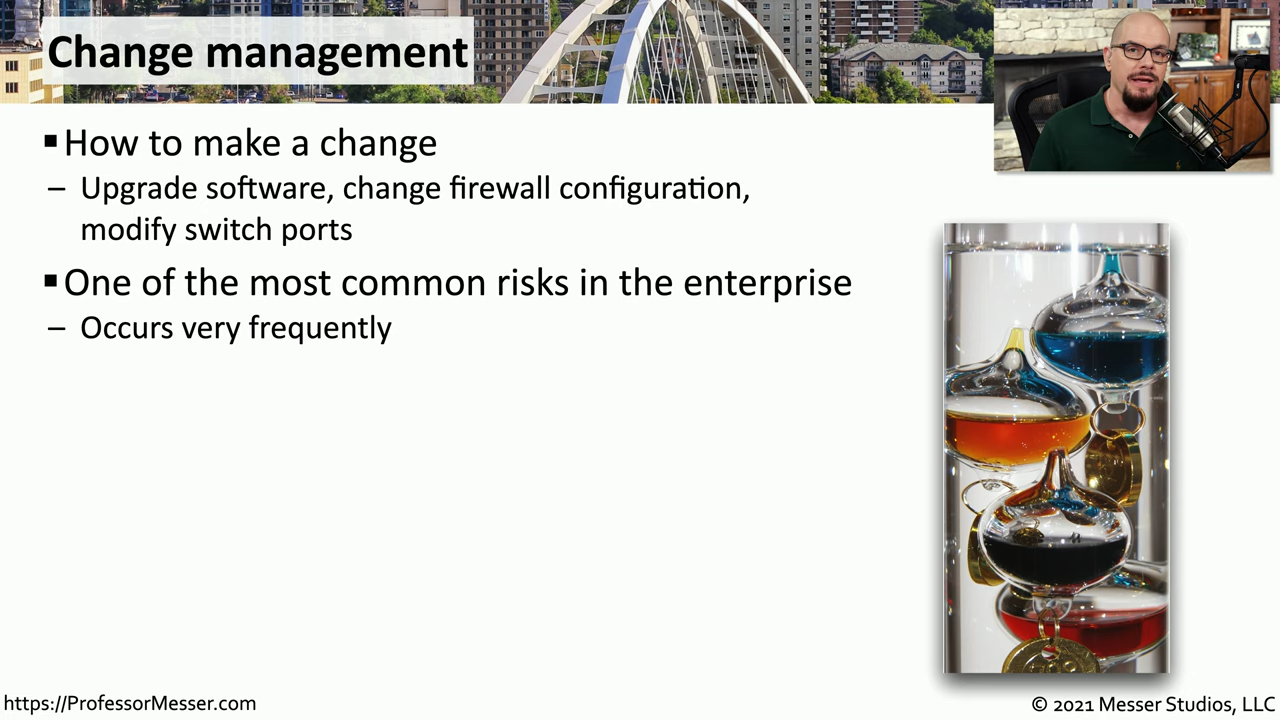 Change management
▪ How to make a change
– Upgrade software, change firewall configuration,
modify switch ports
▪ One of the most common risks in the enterprise
– Occurs very frequently
https://ProfessorMesser.com
© 2021 Messer Studios, LLC